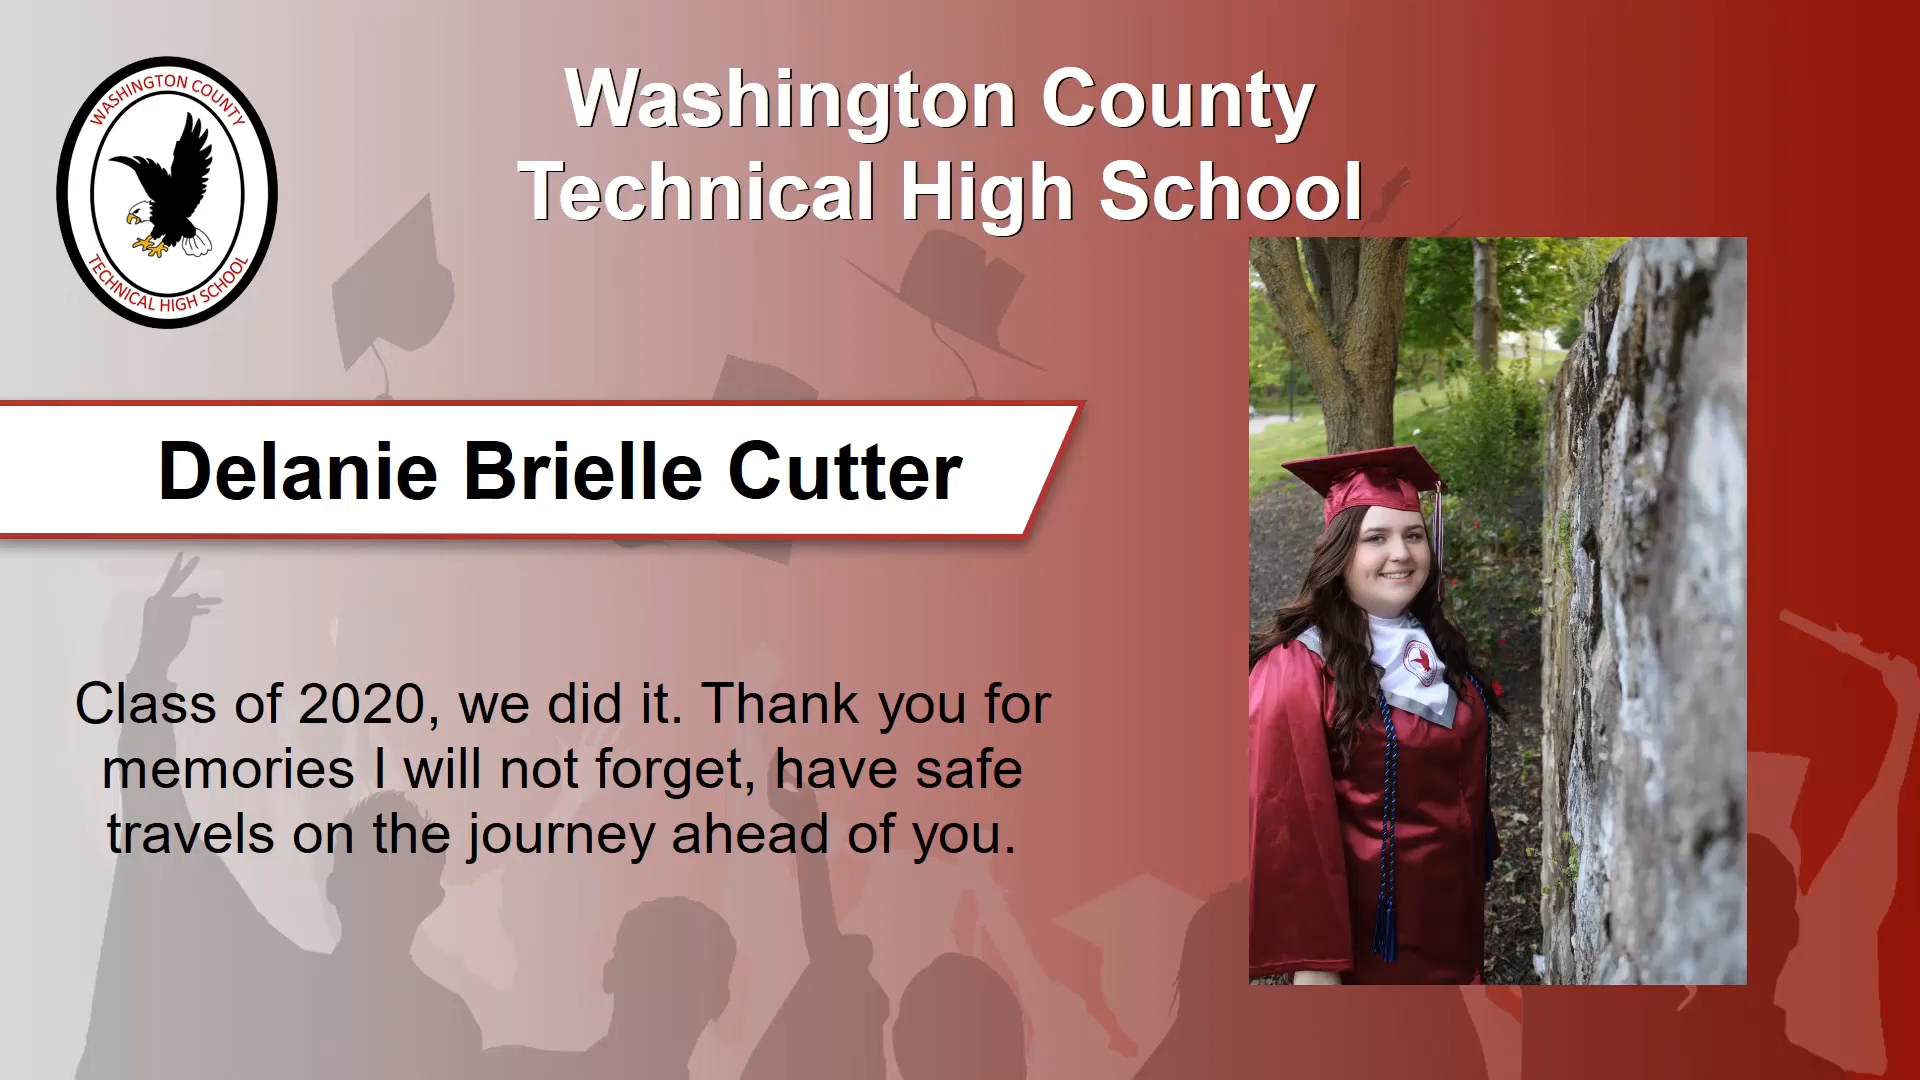 WASHINGTON COUNTY
TECHNICAL HIGH SCHOOL
Washington County
Technical High School
Delanie Brielle Cutter
Class of 2020, we did it. Thank you for
memories I will not forget, have safe
travels on the journey ahead of you.